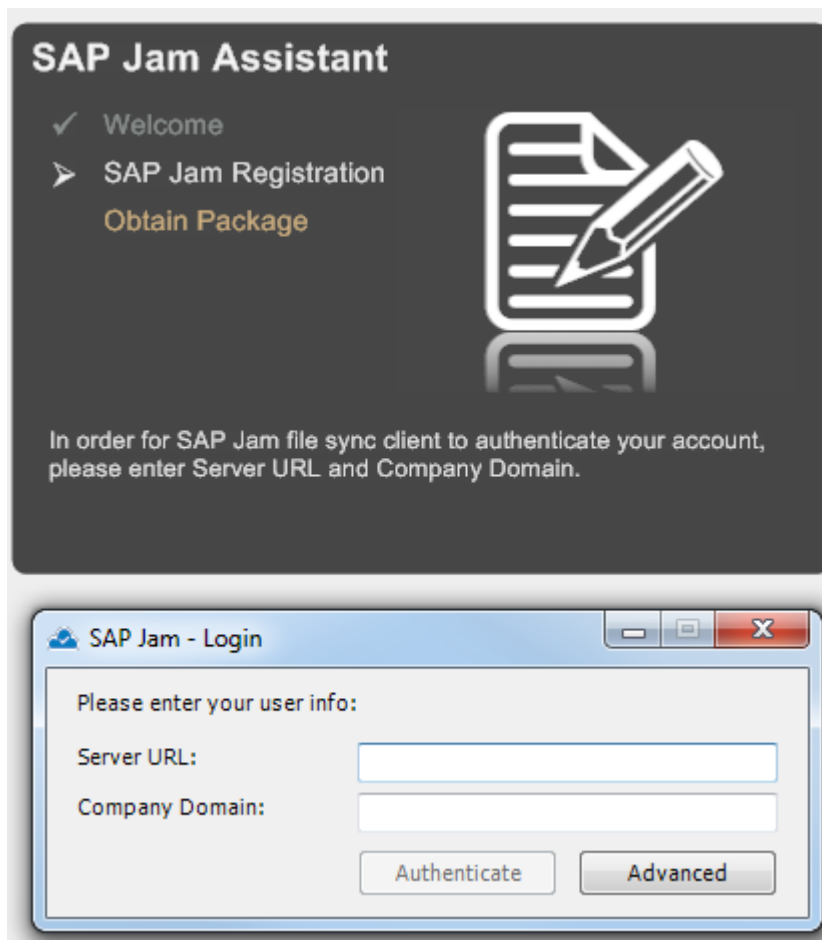 SAP Jam Assistant
Welcome
SAP Jam Registration
Obtain Package
In order for SAP Jam file sync client to authenticate your account,
please enter Server URL and Company Domain.
SAP Jam - Login
Please enter your user info:
Server URL:
Company Domain:
Authenticate Advanced